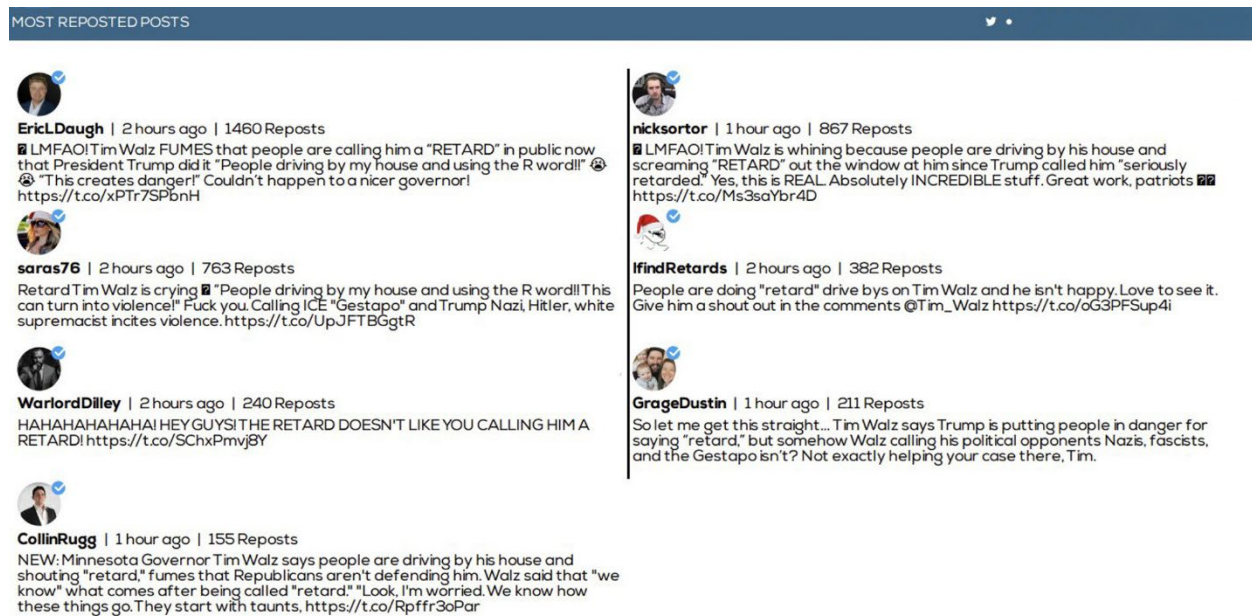 MOST REPOSTED POSTS
EricLDaugh | 2 hours ago | 1460 Reposts
LMFAO! Tim Walz FUMES that people are calling him a “RETARD” in public now
that President Trump did it “People driving by my house and using the R word!!” 😭
😭 “This creates danger!” Couldn’t happen to a nicer governor!
https://t.co/xPTr7SPbnH
saras76 | 2 hours ago | 763 Reposts
Retard Tim Walz is crying "People driving by my house and using the R word!! This
can turn into violence!" Fuck you. Calling ICE "Gestapo" and Trump Nazi, Hitler, white
supremacist incites violence. https://t.co/UpJFTBGgtR
WarlordDilley | 2 hours ago | 240 Reposts
HAHAHAHAHAHA! HEY GUYS! THE RETARD DOESN'T LIKE YOU CALLING HIM A
RETARD! https://t.co/SChxPmvj8Y
CollinRugg | 1 hour ago | 155 Reposts
NEW: Minnesota Governor Tim Walz says people are driving by his house and
shouting "retard," fumes that Republicans aren't defending him. Walz said that "we
know" what comes after being called "retard." "Look, I'm worried. We know how
these things go. They start with taunts, https://t.co/Rpffr3oPar
nicksortor | 1 hour ago | 867 Reposts
LMFAO! Tim Walz is whining because people are driving by his house and
screaming “RETARD” out the window at him since Trump called him “seriously
retarded.” Yes, this is REAL. Absolutely INCREDIBLE stuff. Great work, patriots
https://t.co/Ms3saYbr4D
IfindRetards | 2 hours ago | 382 Reposts
People are doing "retard" drive bys on Tim Walz and he isn't happy. Love to see it.
Give him a shout out in the comments @Tim_Walz https://t.co/oG3PFSup4i
GrageDustin | 1 hour ago | 211 Reposts
So let me get this straight... Tim Walz says Trump is putting people in danger for
saying “retard,” but somehow Walz calling his political opponents Nazis, fascists,
and the Gestapo isn’t? Not exactly helping your case there, Tim.